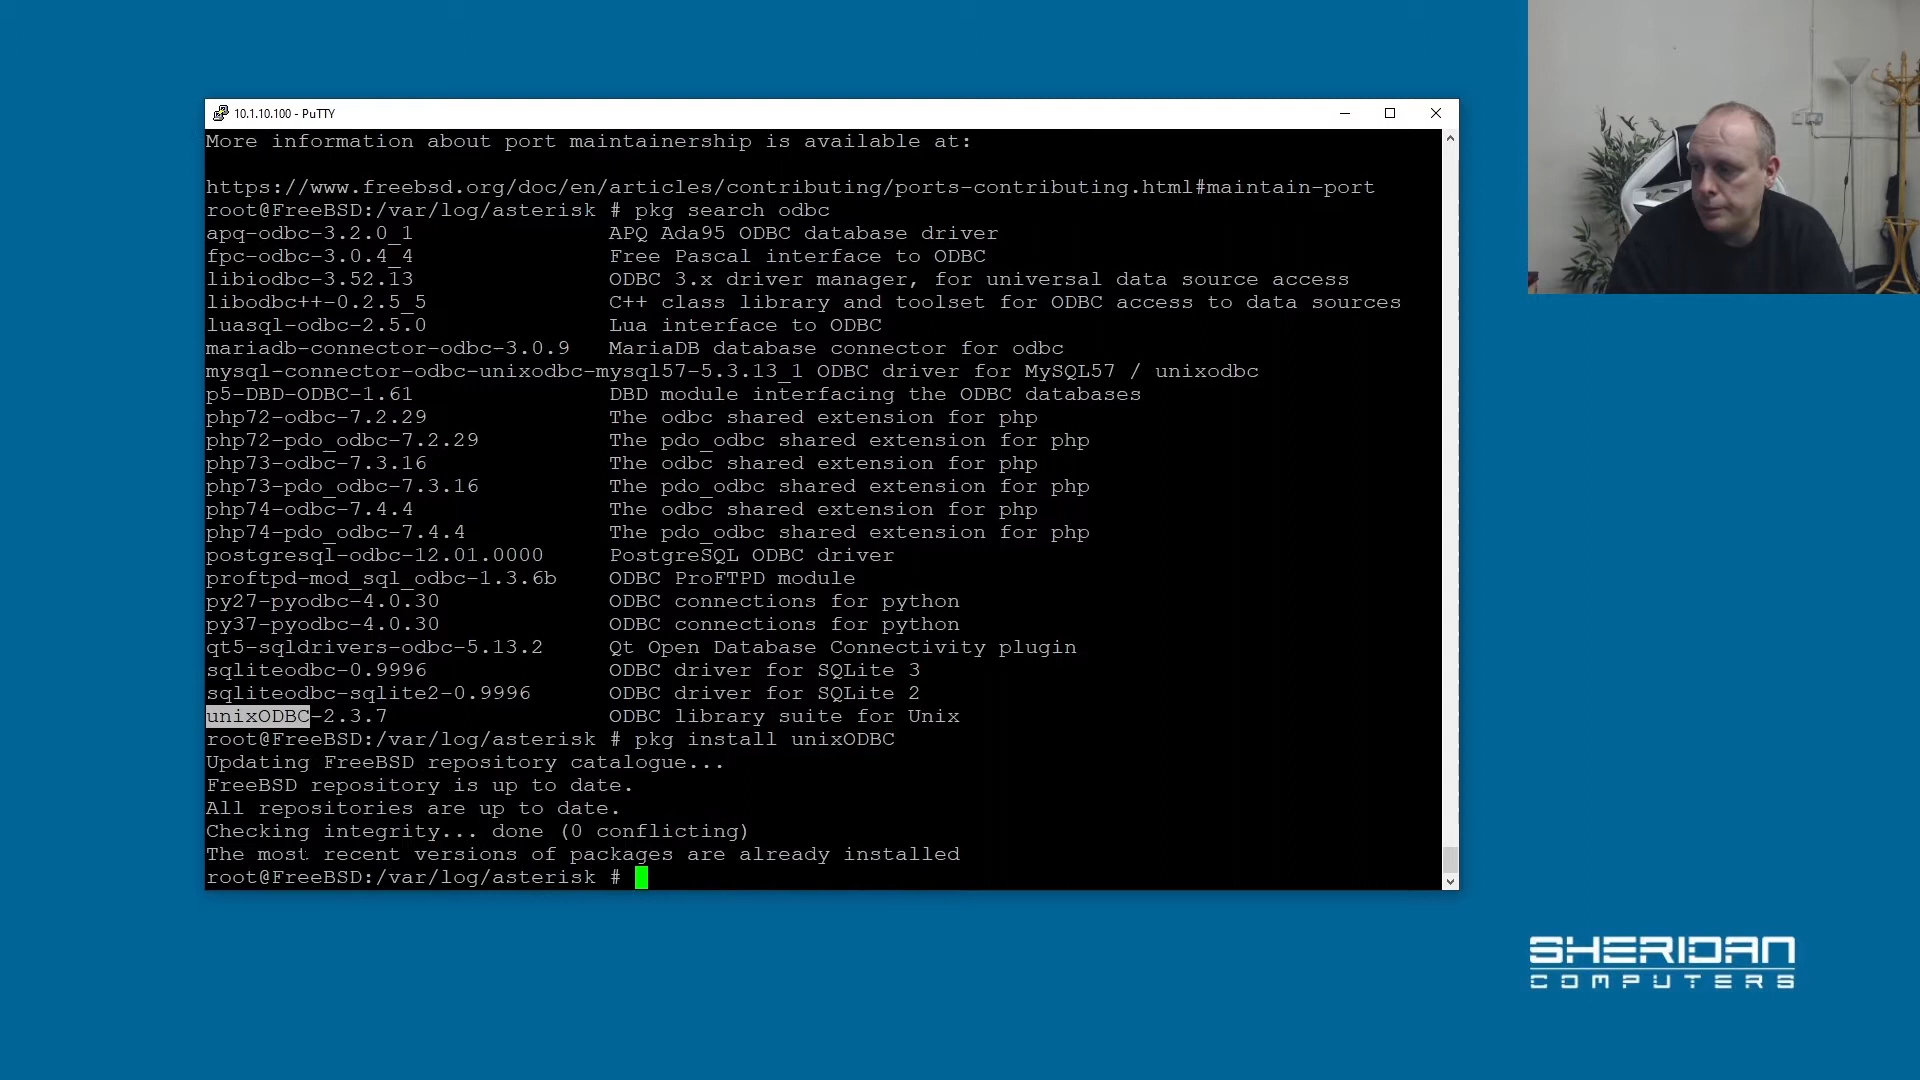 10.1.10.100 - PuTTY
More information about port maintainership is available at:
https://www.freebsd.org/doc/en/articles/contributing/ports-contributing.html#maintain-port
root@FreeBSD:/var/log/asterisk # pkg search odbc
apq-odbc-3.2.0_1 APQ Ada95 ODBC database driver
fpc-odbc-3.0.4_4 Free Pascal interface to ODBC
libiodbc-3.52.13 ODBC 3.x driver manager, for universal data source access
libodbc++-0.2.5_5 C++ class library and toolset for ODBC access to data sources
luasql-odbc-2.5.0 Lua interface to ODBC
mariadb-connector-odbc-3.0.9 MariaDB database connector for odbc
mysql-connector-odbc-unixodbc-mysql57-5.3.13_1 ODBC driver for MySQL57 / unixodbc
p5-DBD-ODBC-1.61 DBD module interfacing the ODBC databases
php72-odbc-7.2.29 The odbc shared extension for php
php72-pdo_odbc-7.2.29 The pdo_odbc shared extension for php
php73-odbc-7.3.16 The odbc shared extension for php
php73-pdo_odbc-7.3.16 The pdo_odbc shared extension for php
php74-odbc-7.4.4 The odbc shared extension for php
php74-pdo_odbc-7.4.4 The pdo_odbc shared extension for php
postgresql-odbc-12.01.0000 PostgreSQL ODBC driver
proftpd-mod_sql_odbc-1.3.6b ODBC ProFTPD module
py27-pyodbc-4.0.30 ODBC connections for python
py37-pyodbc-4.0.30 ODBC connections for python
qt5-sqldrivers-odbc-5.13.2 Qt Open Database Connectivity plugin
sqliteodbc-0.9996 ODBC driver for SQLite 3
sqliteodbc-sqlite2-0.9996 ODBC driver for SQLite 2
unixODBC-2.3.7 ODBC library suite for Unix
root@FreeBSD:/var/log/asterisk # pkg install unixODBC
Updating FreeBSD repository catalogue...
FreeBSD repository is up to date.
All repositories are up to date.
Checking integrity... done (0 conflicting)
The most recent versions of packages are already installed
root@FreeBSD:/var/log/asterisk #
SHERIDAN
COMPUTERS